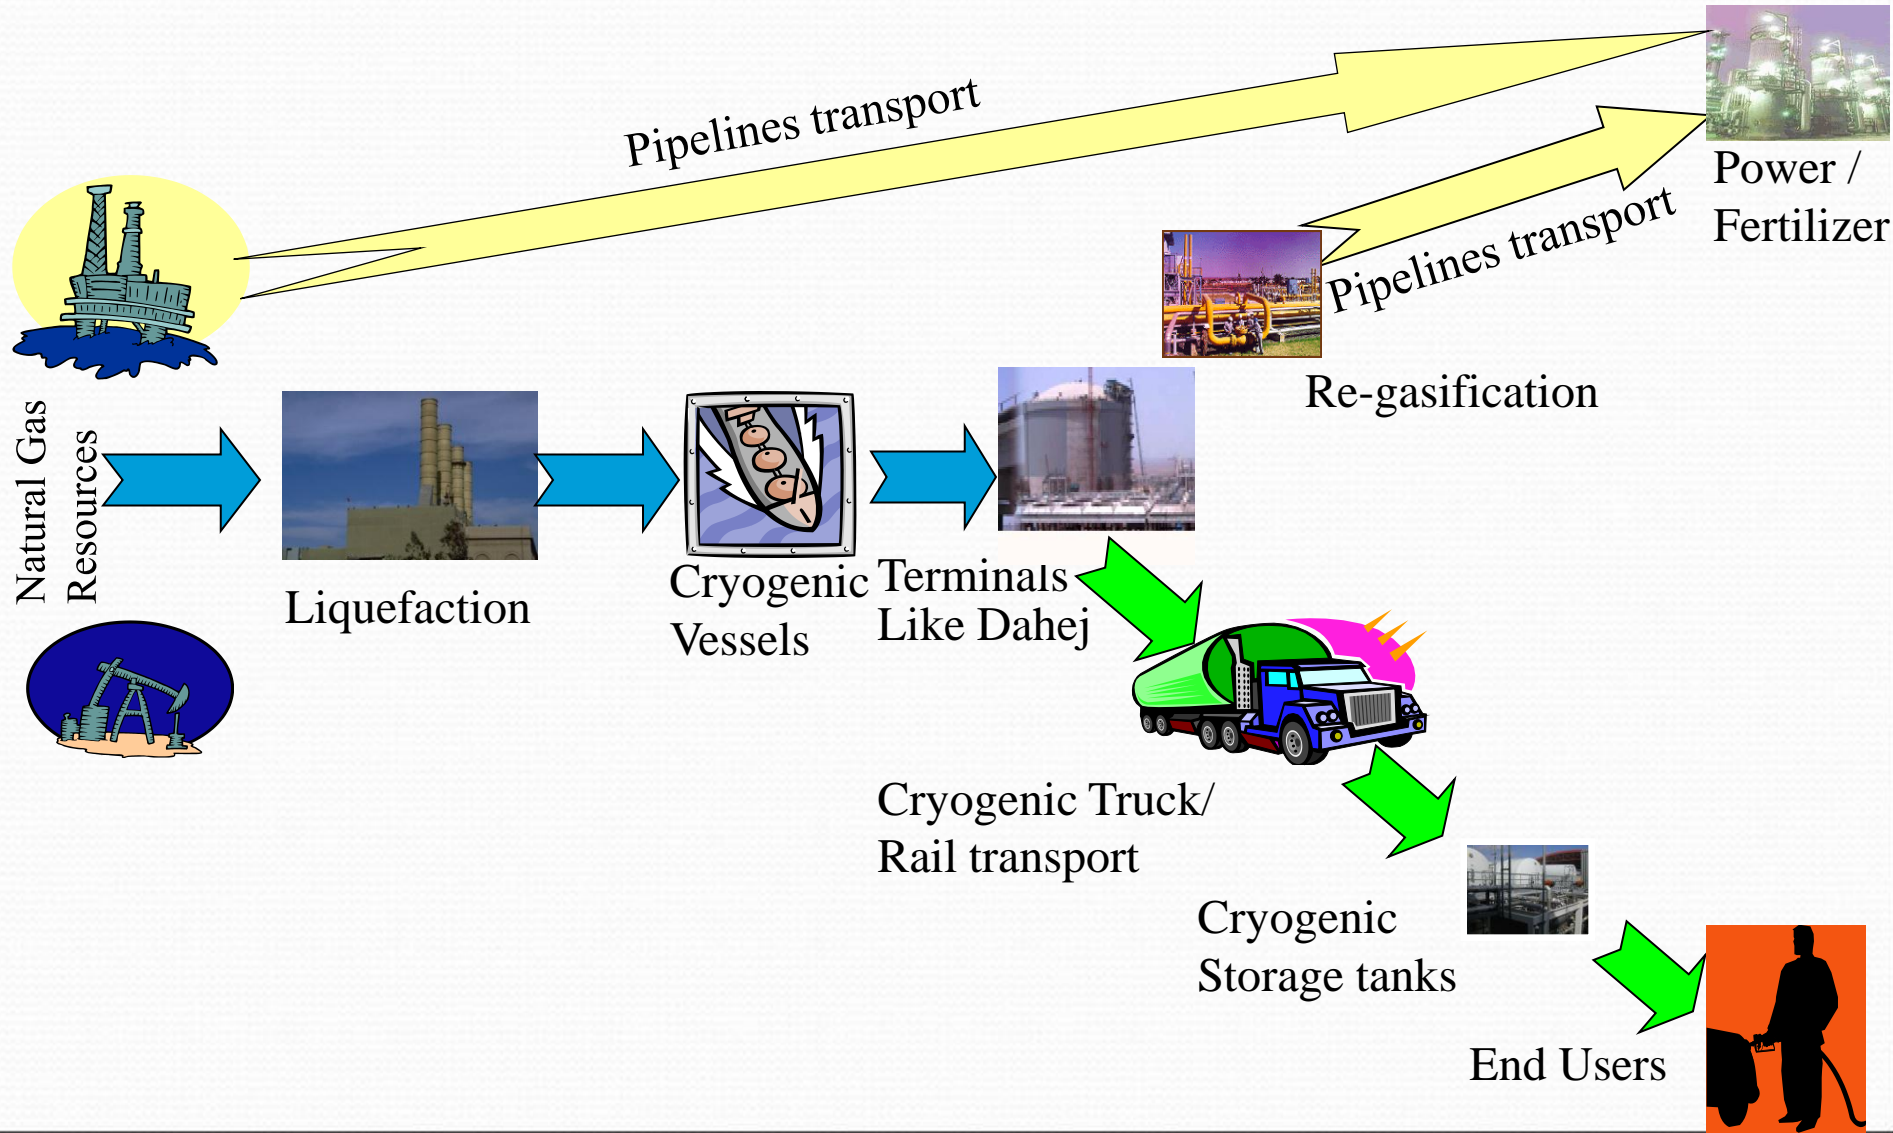 Pipelines transport
Power /
Fertilizer
Pipelines transport
Re-gasification
Natural Gas
Resources
Liquefaction
Cryogenic
Vessels
Terminals
Like Dahej
Cryogenic Truck/
Rail transport
Cryogenic
Storage tanks
End Users